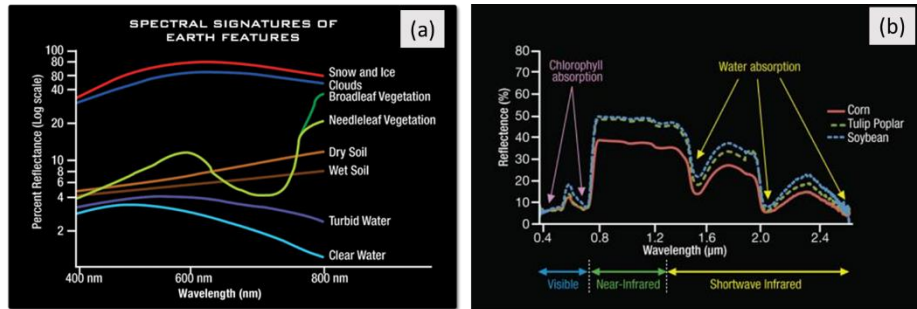 SPECTRAL SIGNATURES OF
EARTH FEATURES
(a)
Percent Reflectance (Log scale)
100
80
60
40
20
10
8
6
4
2
Snow and Ice
Clouds
Broadleaf Vegetation
Needleleaf Vegetation
Dry Soil
Wet Soil
Turbid Water
Clear Water
400 nm
600 nm
800 nm
Wavelength (nm)
(b)
Reflectence (%)
80
70
60
50
40
30
20
10
0
Chlorophyll
absorption
Water absorption
Corn
Tulip Poplar
Soybean
0.4
0.8
1.2
1.6
2.0
2.4
Wavelength (µm)
Visible
Near-Infrared
Shortwave Infrared